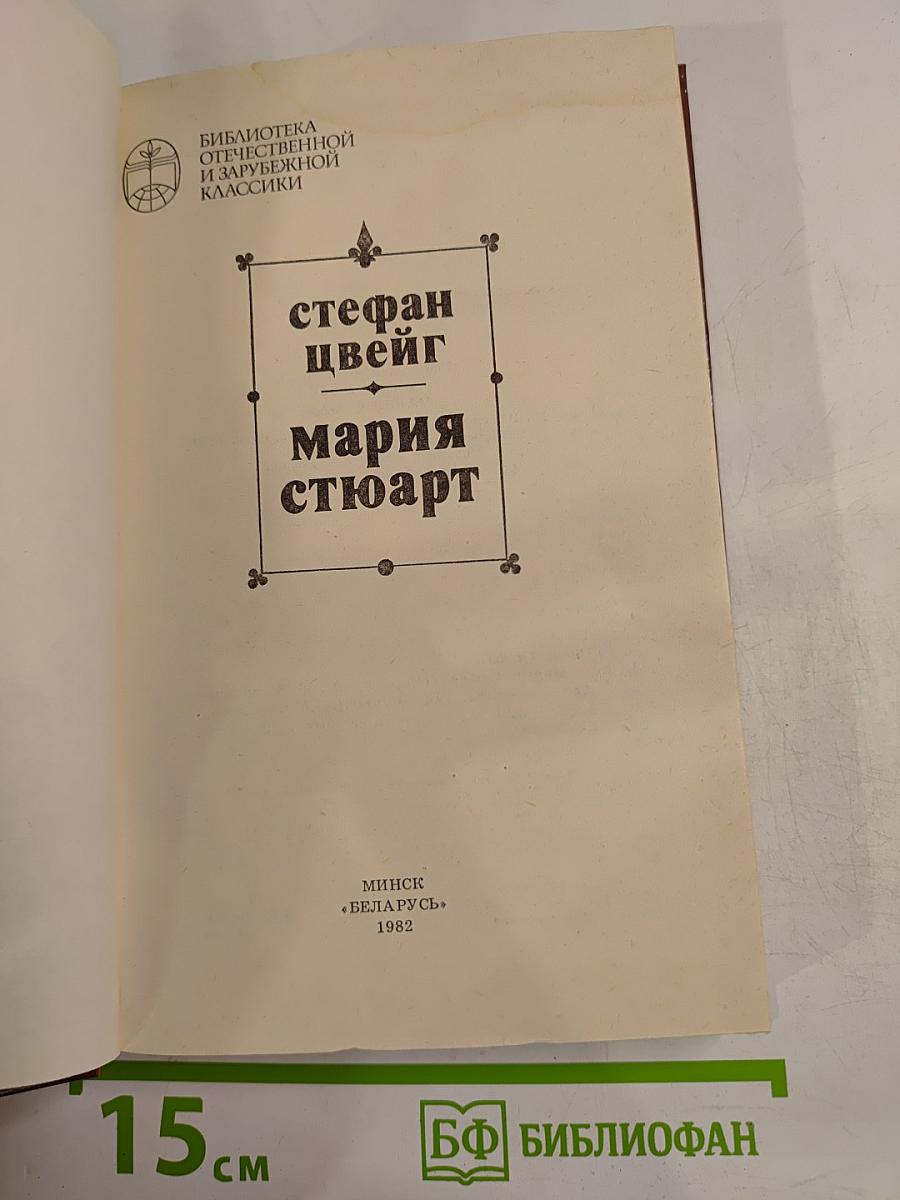 БИБЛИОТЕКА
ОТЕЧЕСТВЕННОЙ
И ЗАРУБЕЖНОЙ
КЛАССИКИ
стефан
цвейг
мария
стюарт
МИНСК
«БЕЛАРУСЬ»
1982
15 см
БФ БИБЛИОФАН